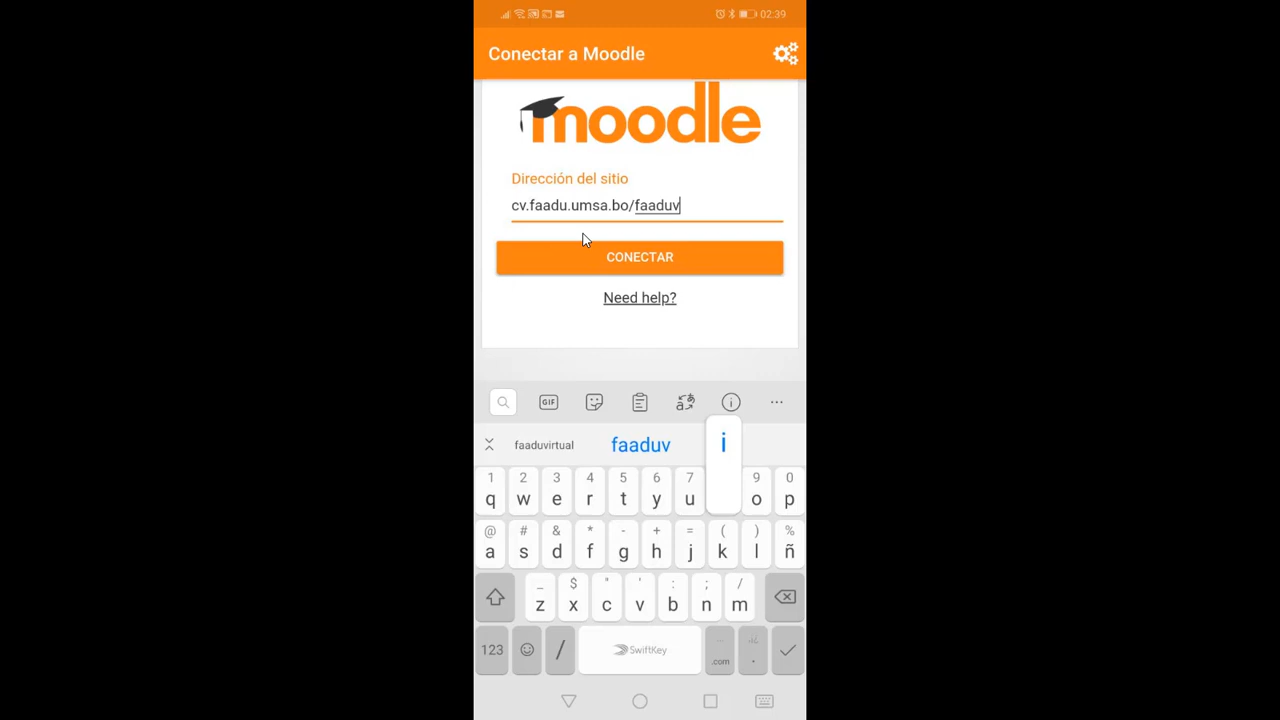 02:39
Conectar a Moodle
moodle
Dirección del sitio
cv.faadu.umsa.bo/faaduv
CONECTAR
Need help?
GIF
faaduvirtual faaduv i
1 2 3 4 5 6 7 9 0
q w e r t y u o p
@ # & * - + = ( ) %
a s d f g h j k l ñ
_ $ " ' : ; /
z x c v b n m
123 / SwiftKey .com .